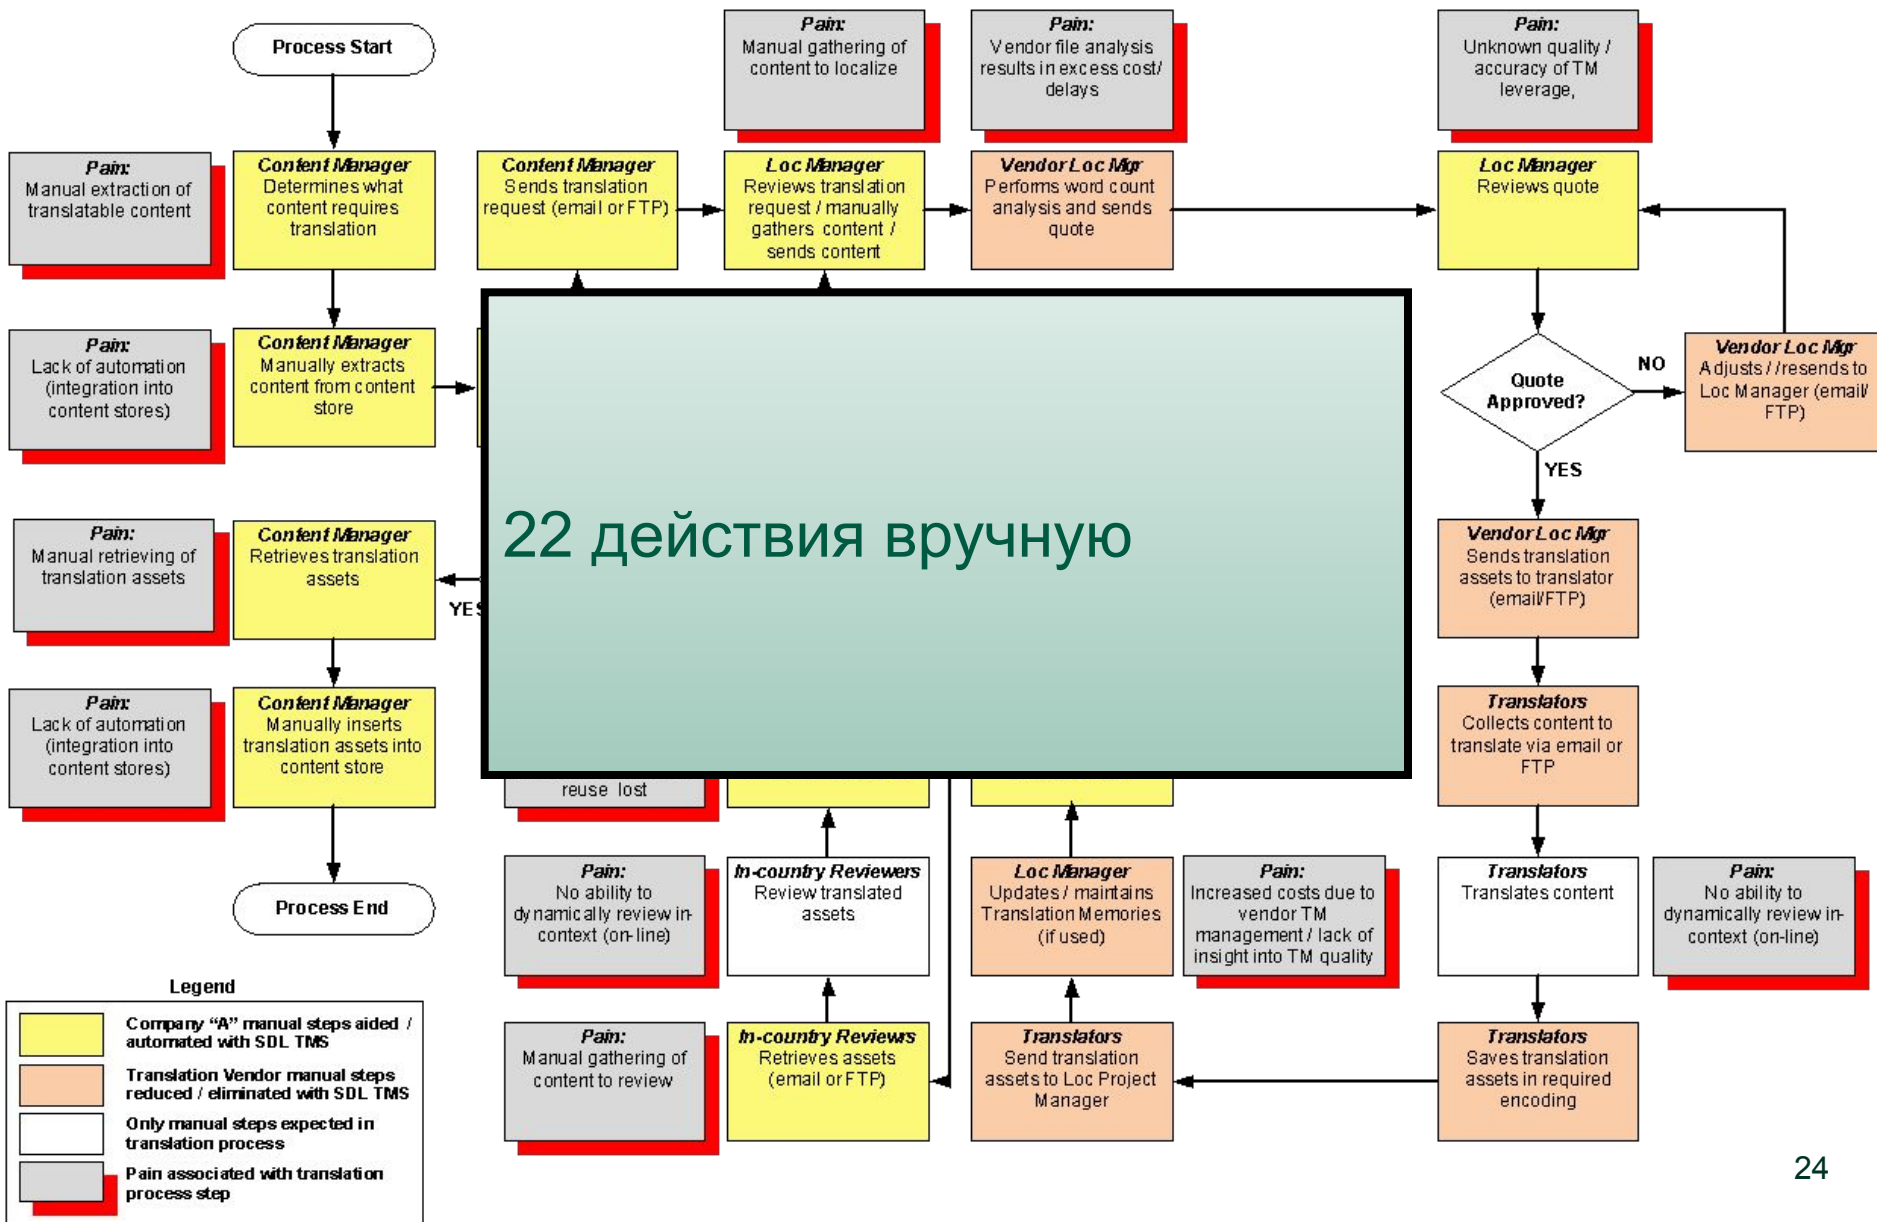 Process Start
Pain:
Manual gathering of
content to localize
Pain:
Vendor file analysis
results in excess cost/
delays
Pain:
Unknown quality /
accuracy of TM
leverage,
Pain:
Manual extraction of
translatable content
Content Manager
Determines what
content requires
translation
Content Manager
Sends translation
request (email or FTP)
Loc Manager
Reviews translation
request / manually
gathers content /
sends content
Vendor Loc Mgr
Performs word count
analysis and sends
quote
Loc Manager
Reviews quote
Pain:
Lack of automation
(integration into
content stores)
Content Manager
Manually extracts
content from content
store
Quote
Approved?
NO
Vendor Loc Mgr
Adjusts / /resends to
Loc Manager (email/
FTP)
YES
22 действия вручную
Pain:
Manual retrieving of
translation assets
Content Manager
Retrieves translation
assets
YES
Vendor Loc Mgr
Sends translation
assets to translator
(email/FTP)
Pain:
Lack of automation
(integration into
content stores)
Content Manager
Manually inserts
translation assets into
content store
reuse lost
Translators
Collects content to
translate via email or
FTP
Process End
Pain:
No ability to
dynamically review in-
context (on-line)
In-country Reviewers
Review translated
assets
Loc Manager
Updates / maintains
Translation Memories
(if used)
Pain:
Increased costs due to
vendor TM
management / lack of
insight into TM quality
Translators
Translates content
Pain:
No ability to
dynamically review in-
context (on-line)
Pain:
Manual gathering of
content to review
In-country Reviewers
Retrieves assets
(email or FTP)
Translators
Send translation
assets to Loc Project
Manager
Translators
Saves translation
assets in required
encoding
Legend
Company “A” manual steps aided /
automated with SDL TMS
Translation Vendor manual steps
reduced / eliminated with SDL TMS
Only manual steps expected in
translation process
Pain associated with translation
process step
24